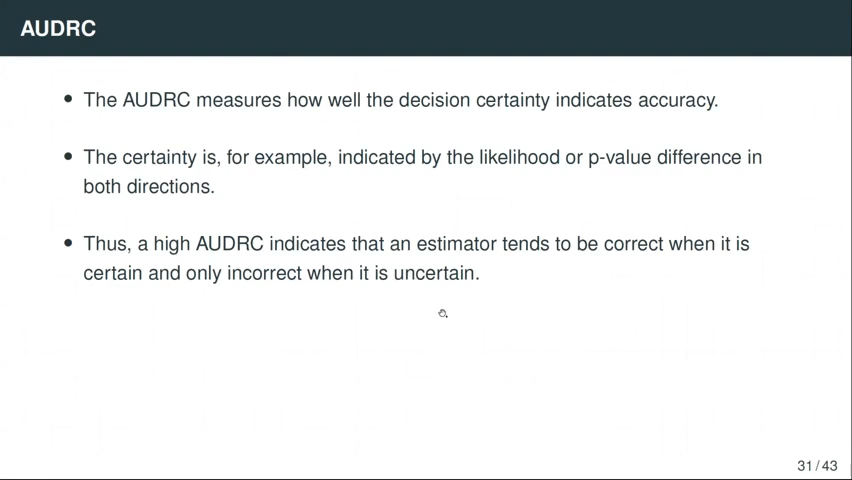 AUDRC
• The AUDRC measures how well the decision certainty indicates accuracy.
• The certainty is, for example, indicated by the likelihood or p-value difference in
both directions.
• Thus, a high AUDRC indicates that an estimator tends to be correct when it is
certain and only incorrect when it is uncertain.
31 / 43